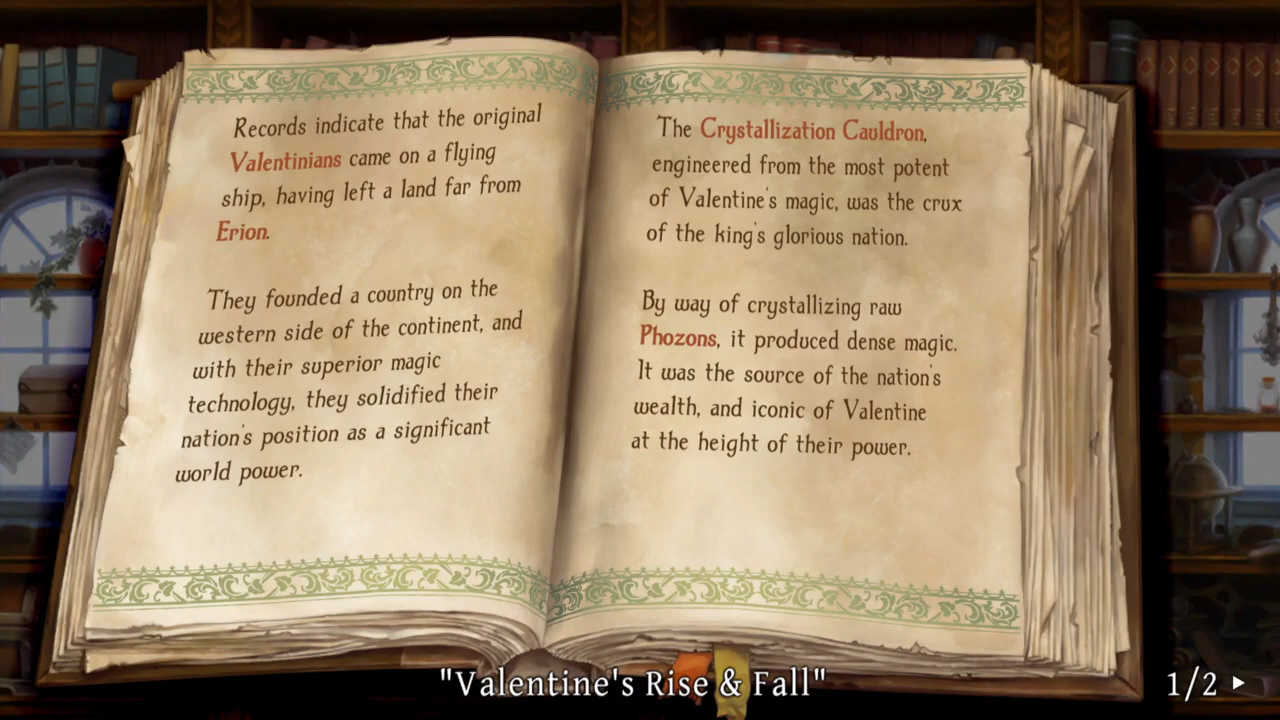 Records indicate that the original
Valentinians came on a flying
ship, having left a land far from
Erion.
They founded a country on the
western side of the continent, and
with their superior magic
technology, they solidified their
nation's position as a significant
world power.
The Crystallization Cauldron,
engineered from the most potent
of Valentine's magic, was the crux
of the king's glorious nation.
By way of crystallizing raw
Phozons, it produced dense magic.
It was the source of the nation's
wealth, and iconic of Valentine
at the height of their power.
"Valentine's Rise & Fall"
1/2